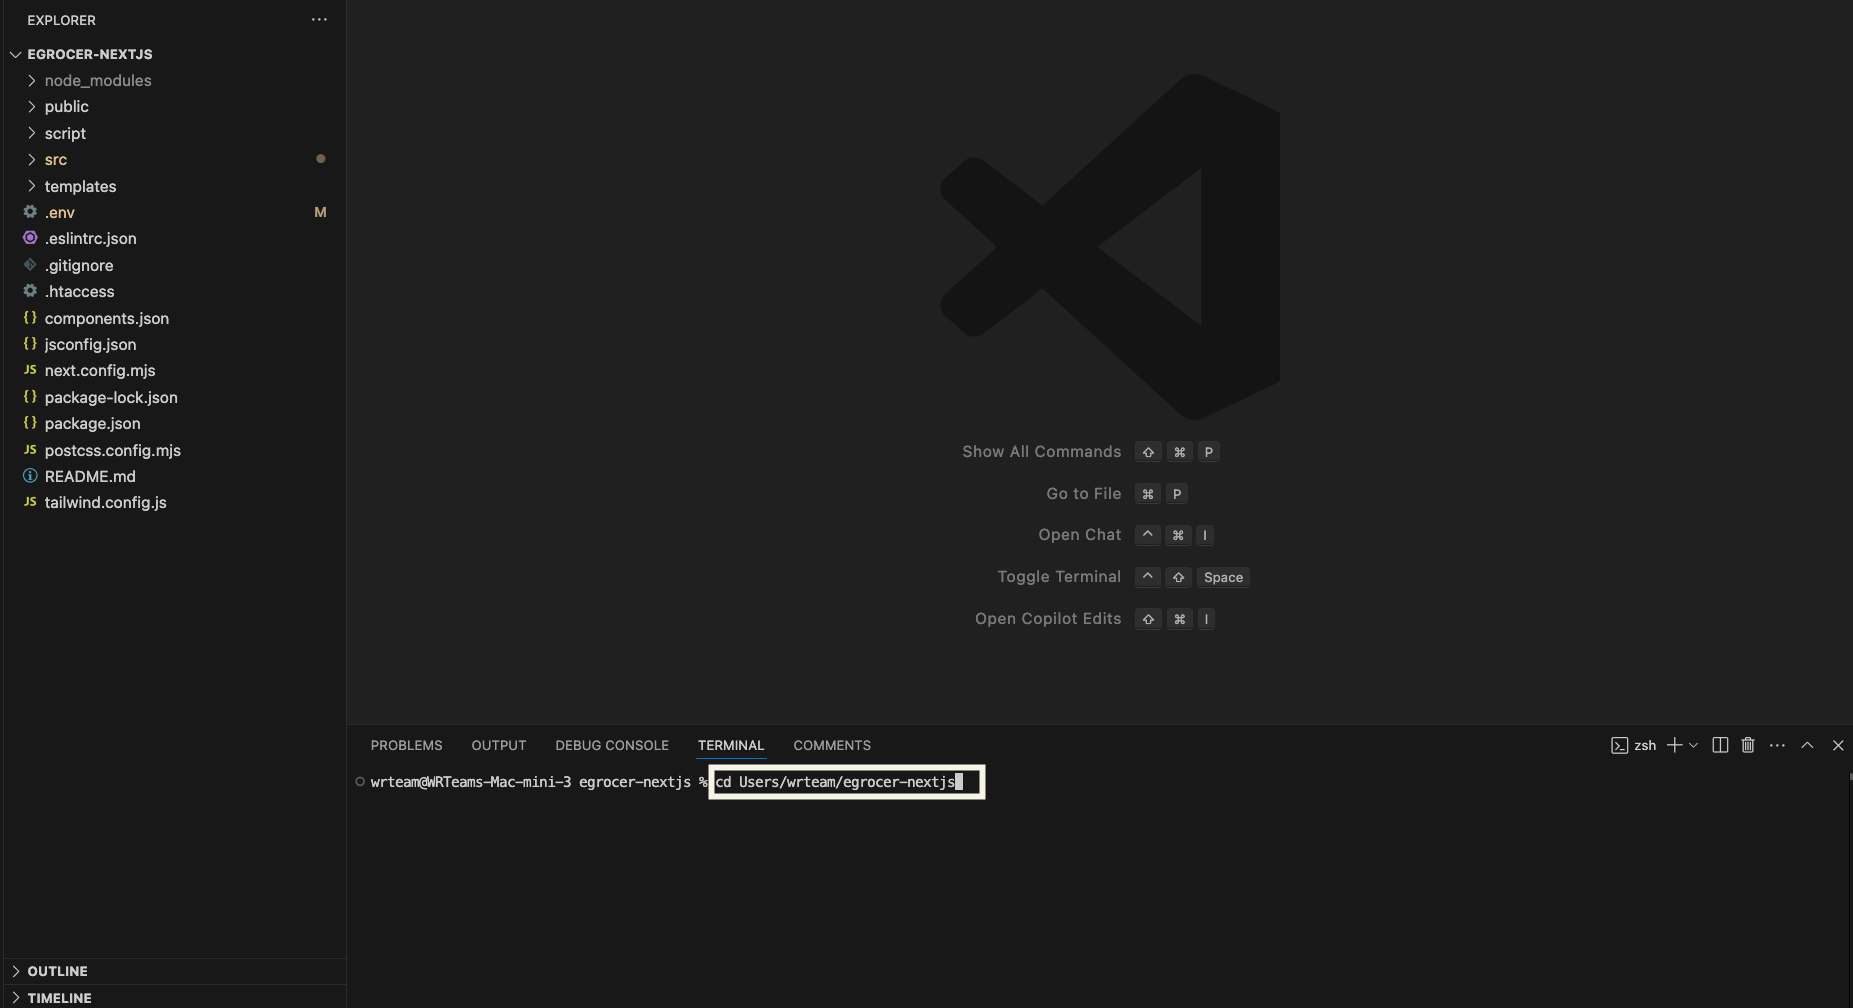 EXPLORER
EGROCER-NEXTJS
node_modules
public
script
src
templates
.env M
.eslintrc.json
.gitignore
.htaccess
{} components.json
{} jsconfig.json
JS next.config.mjs
{} package-lock.json
{} package.json
JS postcss.config.mjs
README.md
JS tailwind.config.js
OUTLINE
TIMELINE
Show All Commands ⇧ ⌘ P
Go to File ⌘ P
Open Chat ^ ⌘ I
Toggle Terminal ^ ⇧ Space
Open Copilot Edits ⇧ ⌘ I
PROBLEMS OUTPUT DEBUG CONSOLE TERMINAL COMMENTS
zsh
wrteam@WRTeams-Mac-mini-3 egrocer-nextjs % cd Users/wrteam/egrocer-nextjs